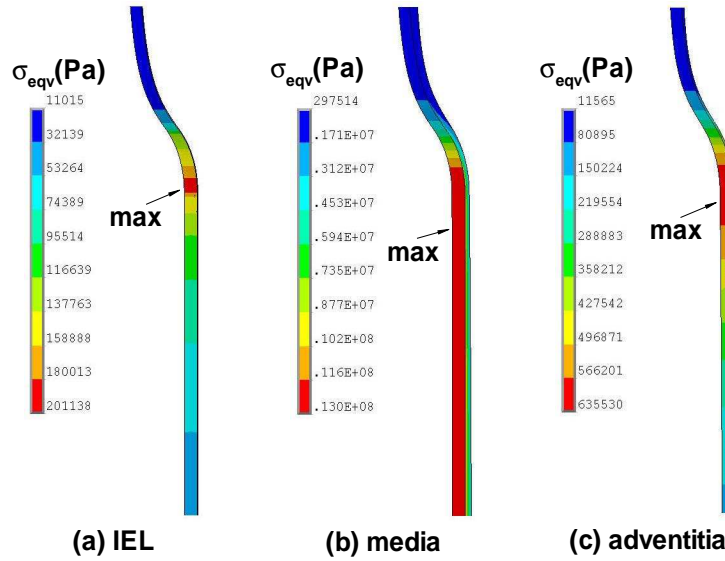 σeqv(Pa)
11015
32139
53264
74389
95514
116639
137763
158888
180013
201138
max
(a) IEL
σeqv(Pa)
297514
.171E+07
.312E+07
.453E+07
.594E+07
.735E+07
.877E+07
.102E+08
.116E+08
.130E+08
max
(b) media
σeqv(Pa)
11565
80895
150224
219554
288883
358212
427542
496871
566201
635530
max
(c) adventitia